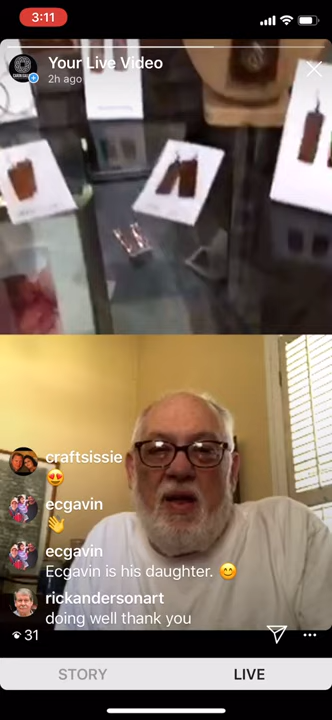 3:11
Your Live Video
2h ago
craftsissie
😍
ecgavin
👋
ecgavin
Ecgavin is his daughter. 😊
rickandersonart
doing well thank you
31
STORY
LIVE